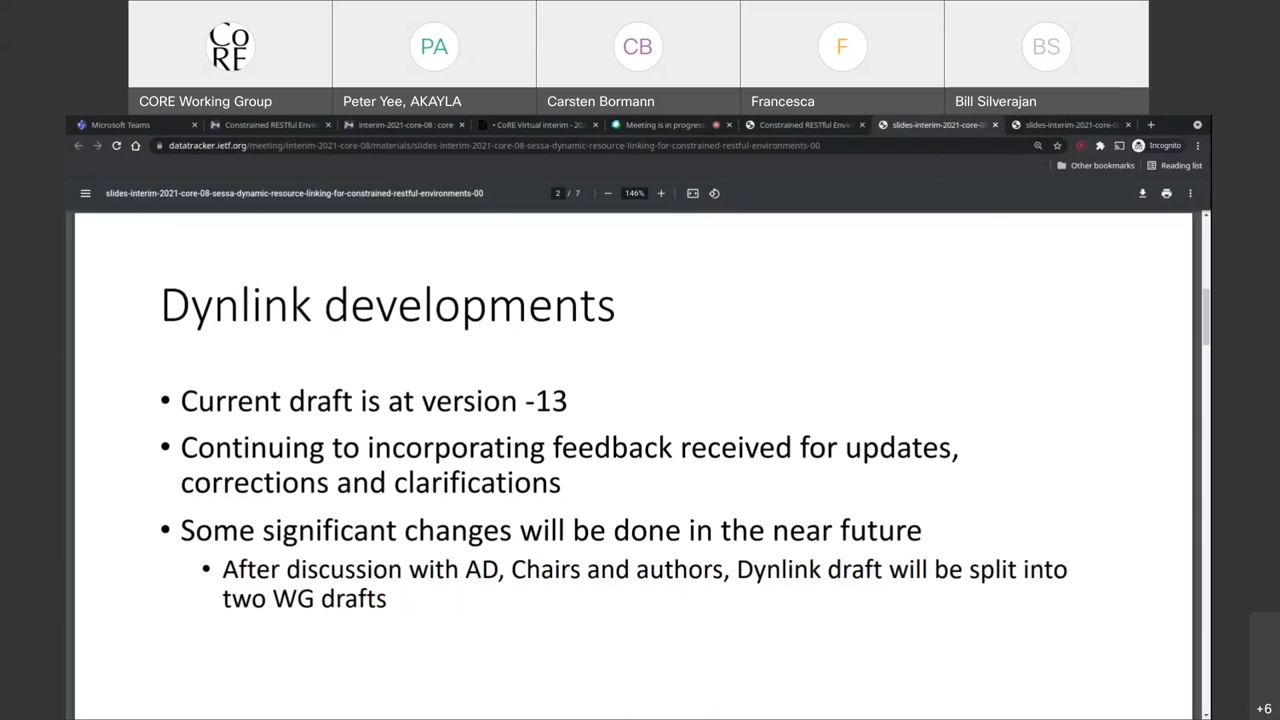 CORE
PA
CB
F
BS
CORE Working Group
Peter Yee, AKAYLA
Carsten Bormann
Francesca
Bill Silverajan
Microsoft Teams
Constrained RESTful Envi
interim-2021-core-08 : core
• CoRE Virtual interim - 202
Meeting is in progress
Constrained RESTful Envi
slides-interim-2021-core-08
slides-interim-2021-core-0
datatracker.ietf.org/meeting/interim-2021-core-08/materials/slides-interim-2021-core-08-sessa-dynamic-resource-linking-for-constrained-restful-environments-00
Incognito
Other bookmarks
Reading list
slides-interim-2021-core-08-sessa-dynamic-resource-linking-for-constrained-restful-environments-00
2 / 7
146%
Dynlink developments
• Current draft is at version -13
• Continuing to incorporating feedback received for updates,
corrections and clarifications
• Some significant changes will be done in the near future
• After discussion with AD, Chairs and authors, Dynlink draft will be split into
two WG drafts
+6